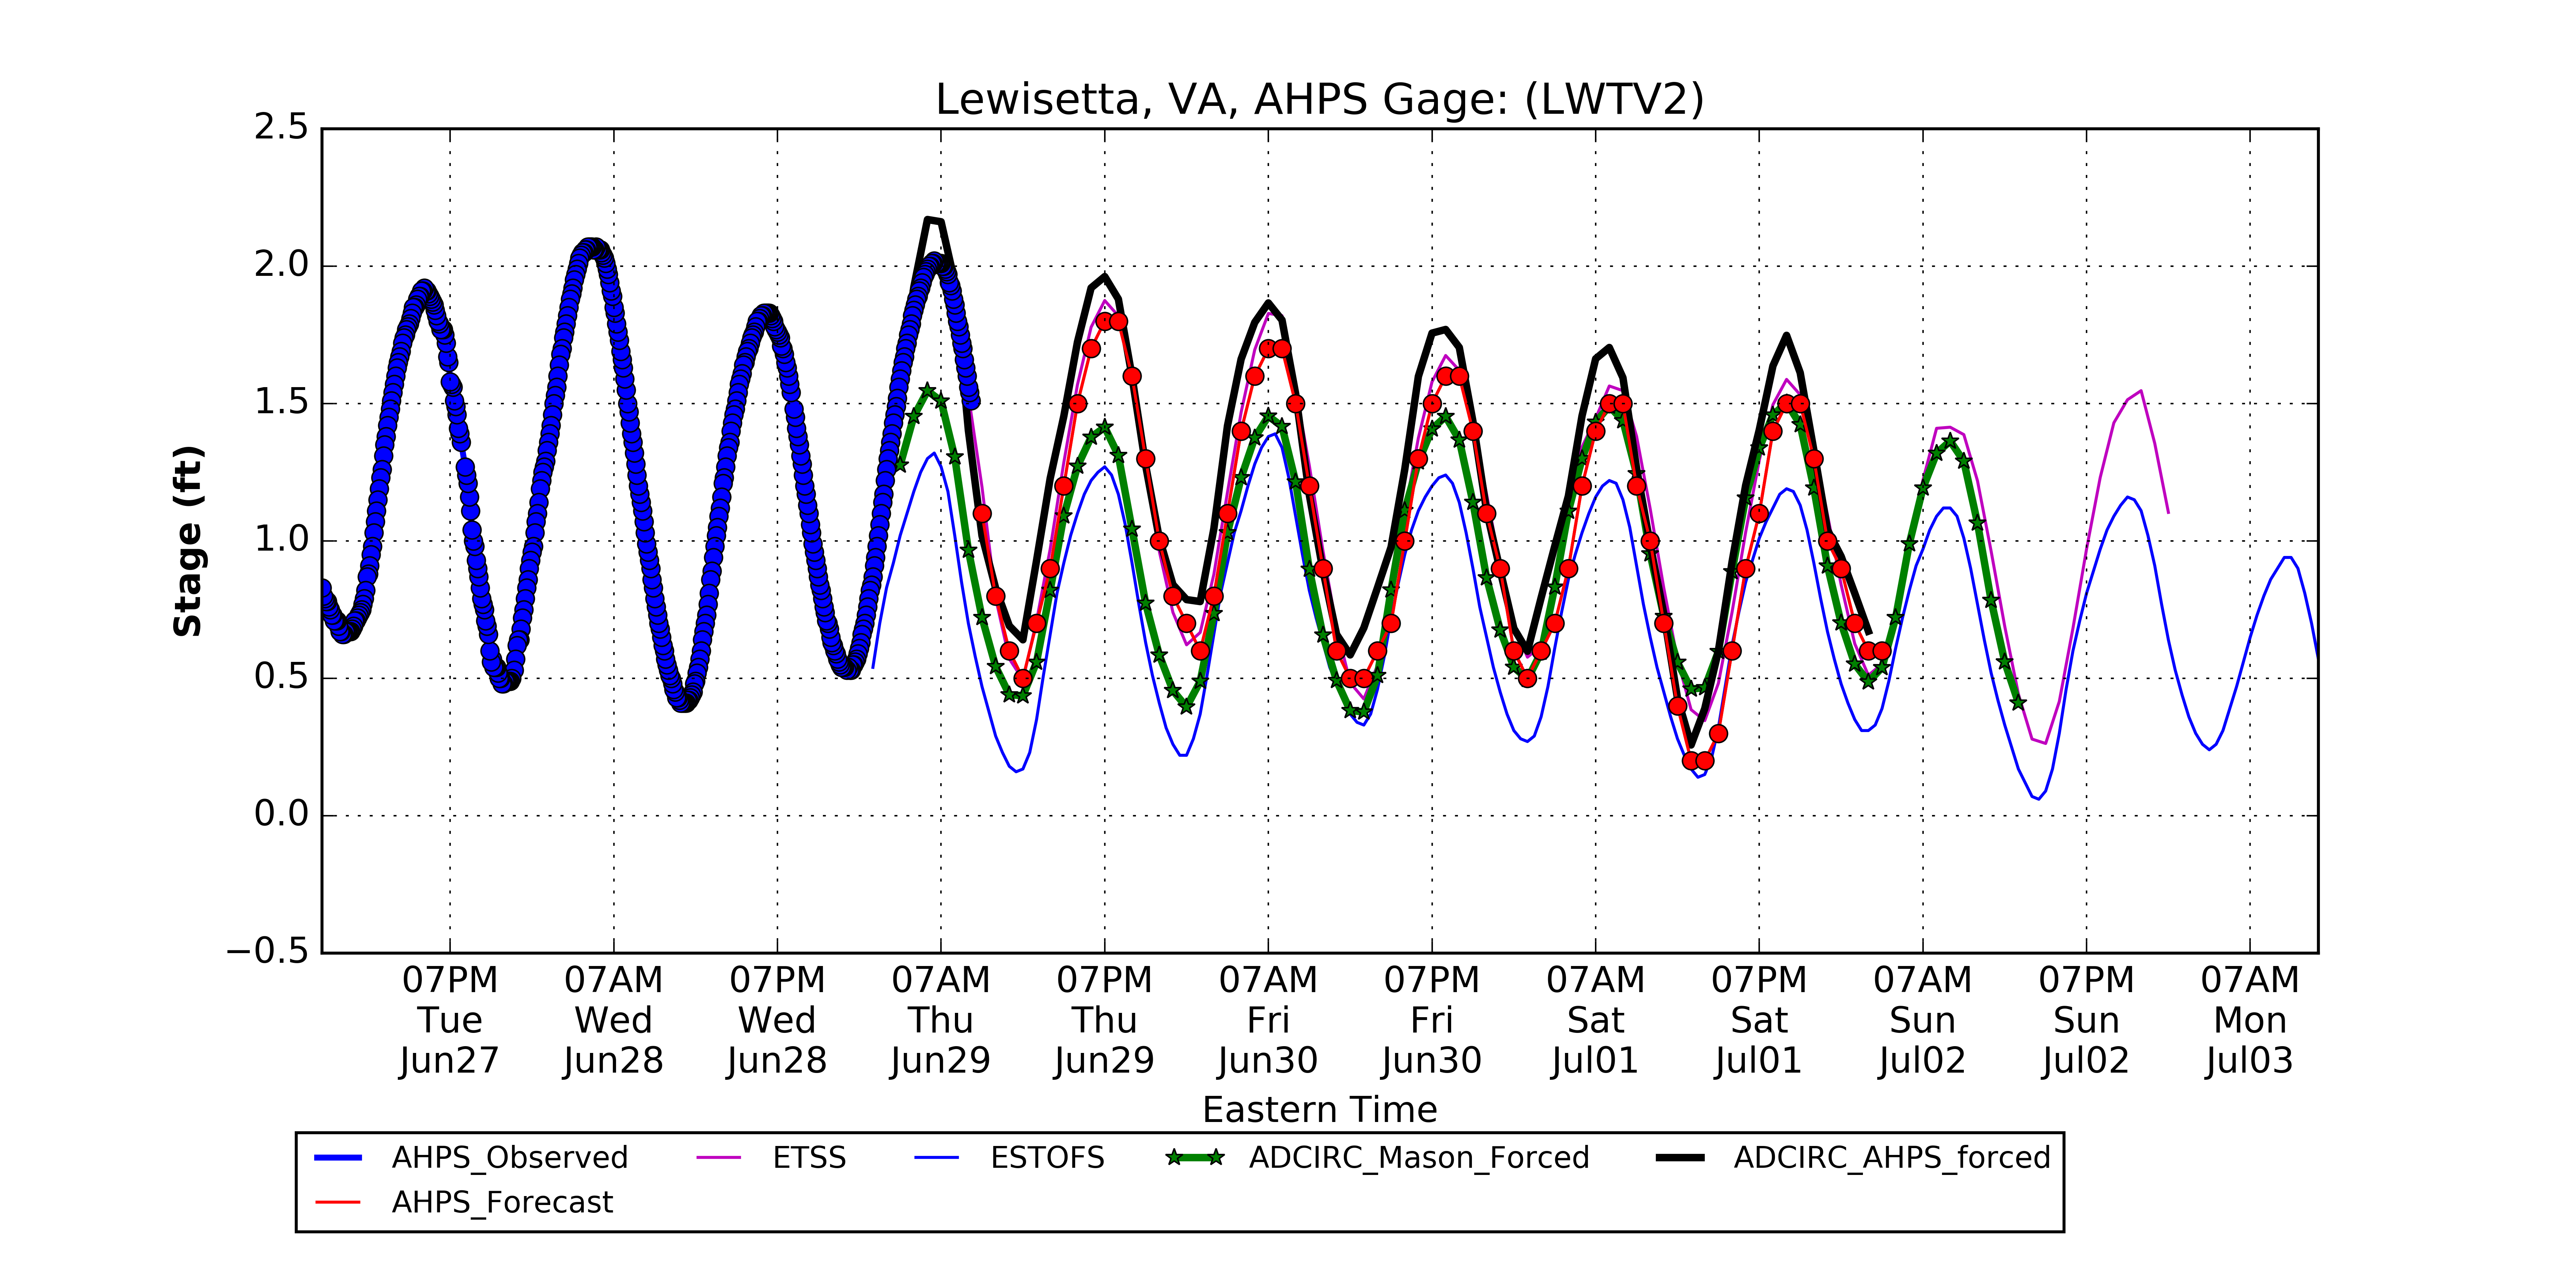 Lewisetta, VA, AHPS Gage: (LWTV2)
2.5
2.0
1.5
1.0
0.5
0.0
−0.5
Stage (ft)
07PM 07AM 07PM 07AM 07PM 07AM 07PM 07AM 07PM 07AM 07PM 07AM
Tue Wed Wed Thu Thu Fri Fri Sat Sat Sun Sun Mon
Jun27 Jun28 Jun28 Jun29 Jun29 Jun30 Jun30 Jul01 Jul01 Jul02 Jul02 Jul03
Eastern Time
AHPS_Observed ETSS ESTOFS ADCIRC_Mason_Forced ADCIRC_AHPS_forced
AHPS_Forecast